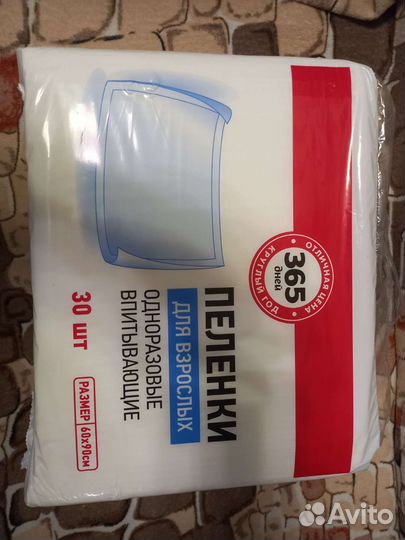 ОТЛИЧНАЯ ЦЕНА
365
дней
КРУГЛЫЙ ГОД
ПЕЛЕНКИ
ДЛЯ ВЗРОСЛЫХ
ОДНОРАЗОВЫЕ
ВПИТЫВАЮЩИЕ
30 ШТ
РАЗМЕР 60х90см
Avito